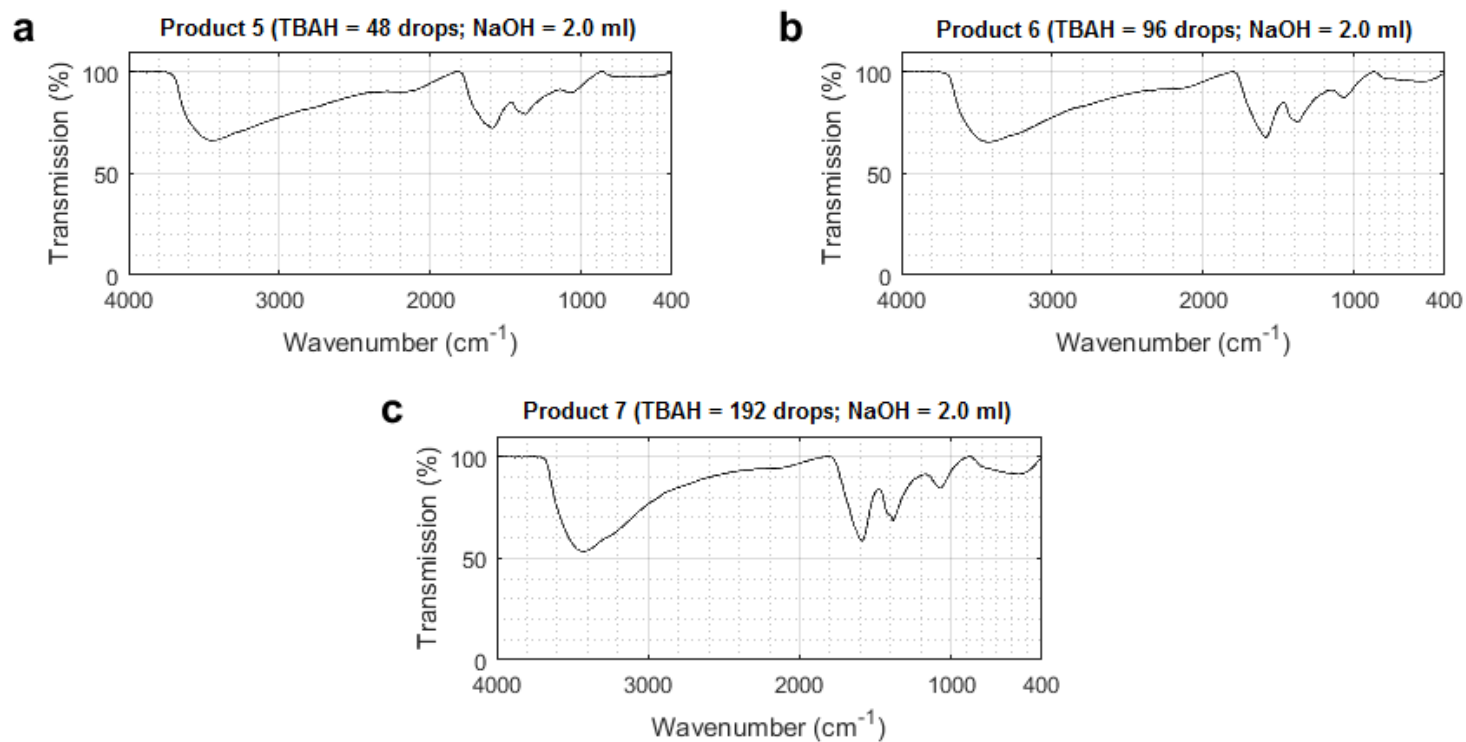 a
Product 5 (TBAH = 48 drops; NaOH = 2.0 ml)
100
50
0
Transmission (%)
4000
3000
2000
1000
400
Wavenumber (cm⁻¹)
b
Product 6 (TBAH = 96 drops; NaOH = 2.0 ml)
100
50
0
Transmission (%)
4000
3000
2000
1000
400
Wavenumber (cm⁻¹)
c
Product 7 (TBAH = 192 drops; NaOH = 2.0 ml)
100
50
0
Transmission (%)
4000
3000
2000
1000
400
Wavenumber (cm⁻¹)